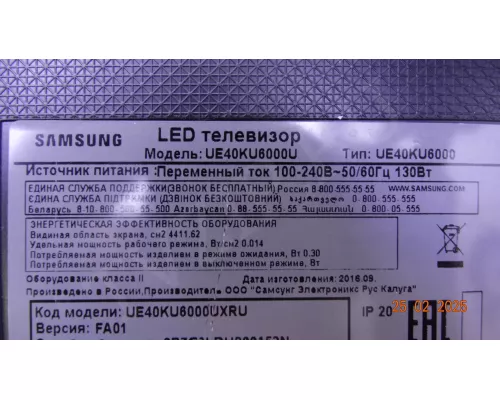 SAMSUNG
LED телевизор
Модель: UE40KU6000U Тип: UE40KU6000
Источник питания :Переменный ток 100-240В~50/60Гц 130Вт
ЕДИНАЯ СЛУЖБА ПОДДЕРЖКИ(ЗВОНОК БЕСПЛАТНЫЙ),Россия 8-800-555-55-55 WWW.SAMSUNG.COM
ЄДИНА СЛУЖБА ПІДТРИМКИ (ДЗВІНОК БЕЗКОШТОВНИЙ) საქართველო 0-800-555-555
Беларусь 8-10-800-500-55-500 Azərbaycan 0-88-555-55-55 Հայաստան 0-800-05-555
ЭНЕРГЕТИЧЕСКАЯ ЭФФЕКТИВНОСТЬ ОБОРУДОВАНИЯ
Видимая область экрана, см2 4411.62
Удельная мощность рабочего режима, Вт/см2 0.014
Потребляемая мощность изделием в режиме ожидания, Вт 0.30
Потребляемая мощность изделием в выключенном режиме, Вт
Оборудование класса II Дата изготовления :2016.09.
Произведено в России,Производитель: ООО "Самсунг Электроникс Рус Калуга"
Код модели: UE40KU6000UXRU IP 20
Версия: FA01
EAC
25 02 2025